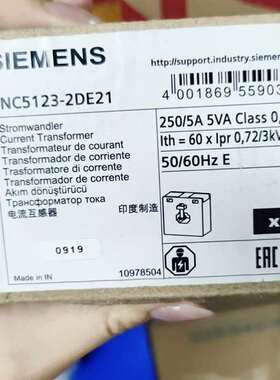 SIEMENS
http://support.industry.siemen
NC5123-2DE21
4 001869 55903
Stromwandler
Current Transformer
Transformateur de courant
Transformador de corriente
Trasformatore di corrente
Transformador de corrente
Akım dönüştürücü
Трансформатор тока
电流互感器
印度制造
250/5A 5VA Class 0,
Ith = 60 x Ipr 0,72/3k
50/60Hz E
0919
Made in IN
10978504